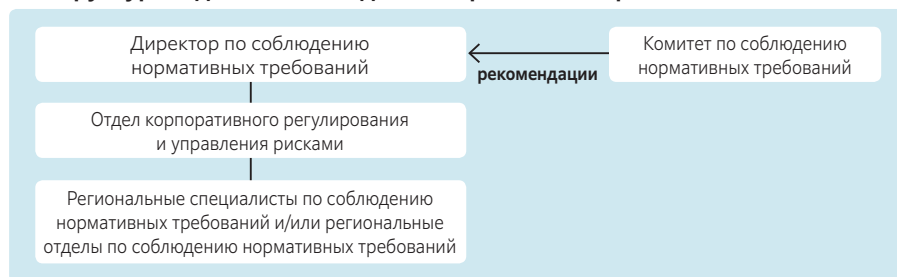 Директор по соблюдению
нормативных требований
рекомендации
Комитет по соблюдению
нормативных требований
Отдел корпоративного регулирования
и управления рисками
Региональные специалисты по соблюдению
нормативных требований и/или региональные
отделы по соблюдению нормативных требований